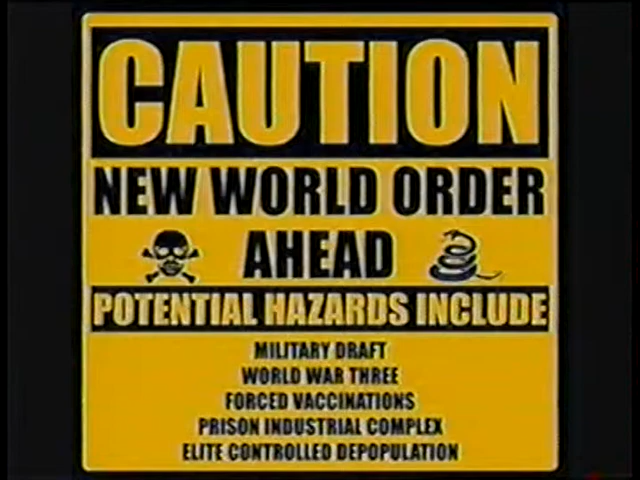 CAUTION
NEW WORLD ORDER
AHEAD
POTENTIAL HAZARDS INCLUDE
MILITARY DRAFT
WORLD WAR THREE
FORCED VACCINATIONS
PRISON INDUSTRIAL COMPLEX
ELITE CONTROLLED DEPOPULATION